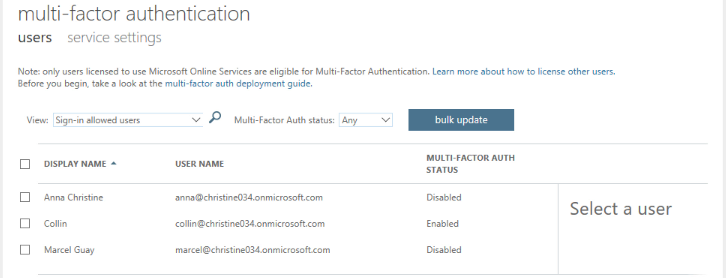 multi-factor authentication
users service settings
Note: only users licensed to use Microsoft Online Services are eligible for Multi-Factor Authentication. Learn more about how to license other users.
Before you begin, take a look at the multi-factor auth deployment guide.
View: Sign-in allowed users Multi-Factor Auth status: Any bulk update
DISPLAY NAME USER NAME MULTI-FACTOR AUTH
STATUS
Anna Christine anna@christine034.onmicrosoft.com Disabled
Select a user
Collin collin@christine034.onmicrosoft.com Enabled
Marcel Guay marcel@christine034.onmicrosoft.com Disabled